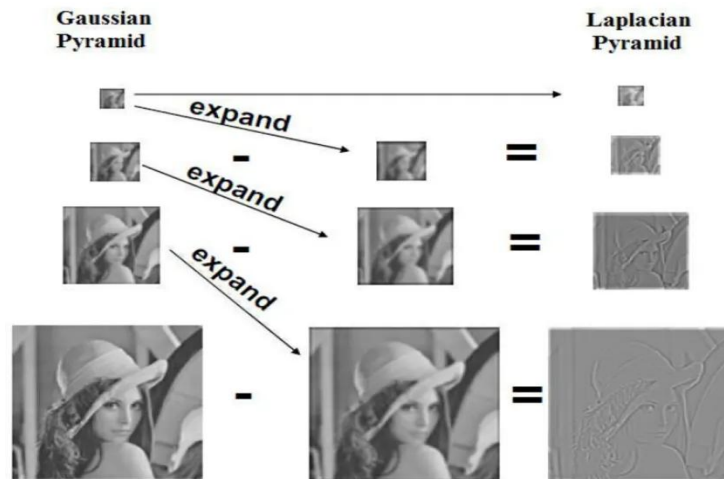 Gaussian
Pyramid
Laplacian
Pyramid
expand
- =
expand
- =
expand
- =